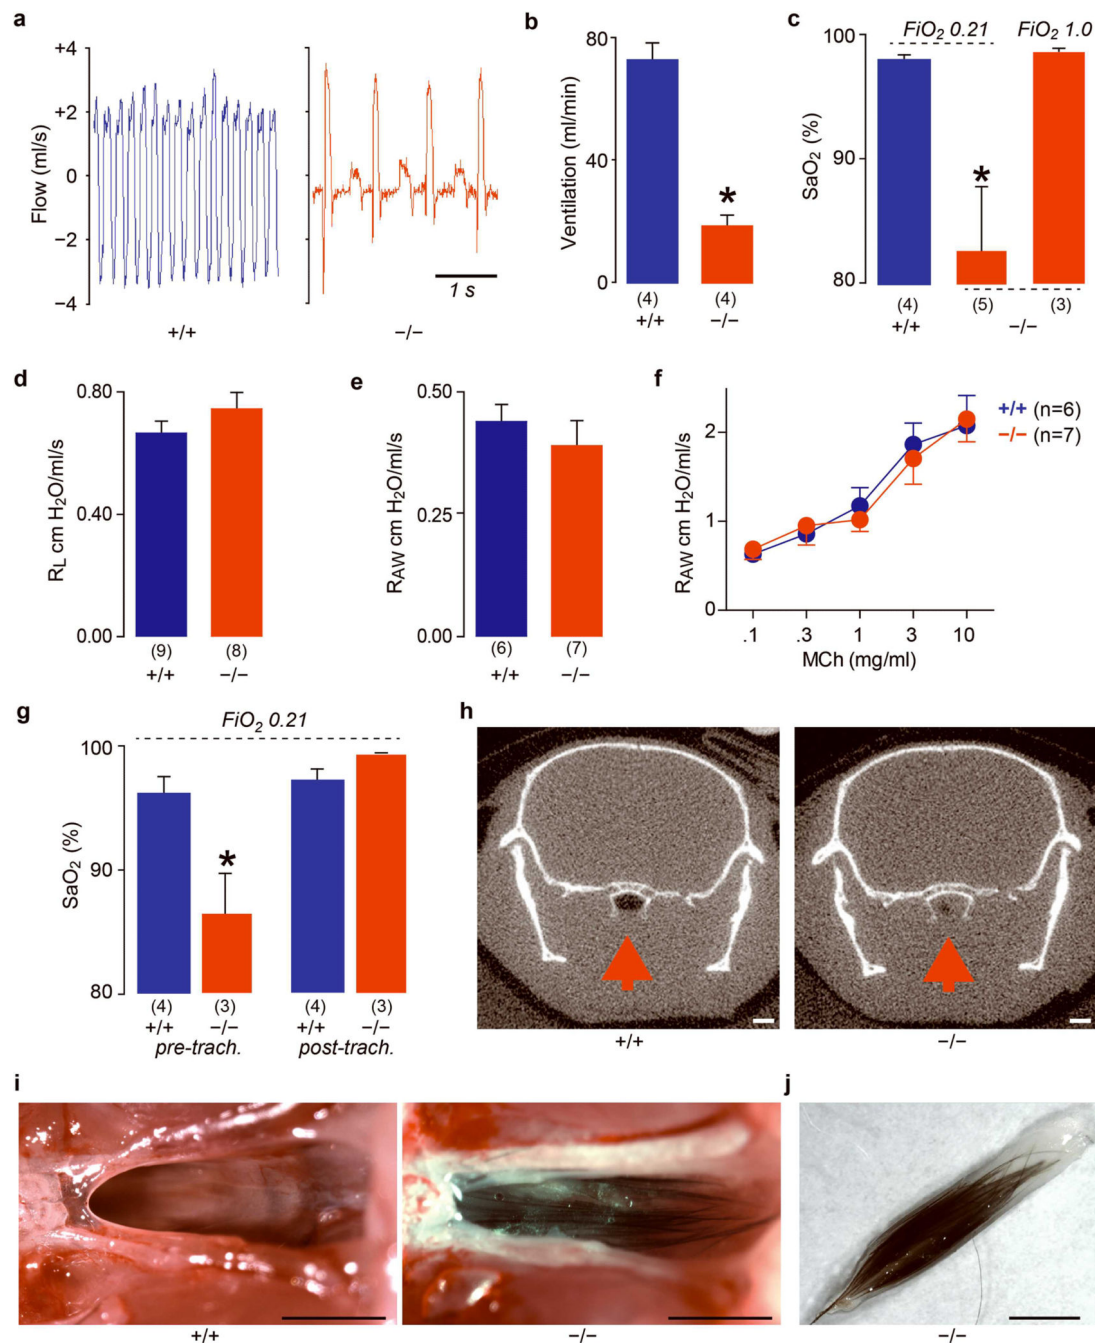 a
Flow (ml/s)
+4
+2
0
−2
−4
1 s
+/+
−/−
b
Ventilation (ml/min)
80
40
0
*
(4)
(4)
+/+
−/−
c
FiO2 0.21
FiO2 1.0
SaO2 (%)
100
90
80
*
(4)
(5)
(3)
+/+
−/−
d
RL cm H2O/ml/s
0.80
0.40
0.00
(9)
(8)
+/+
−/−
e
RAW cm H2O/ml/s
0.50
0.25
0.00
(6)
(7)
+/+
−/−
f
RAW cm H2O/ml/s
2
1
0
.1
.3
1
3
10
MCh (mg/ml)
+/+ (n=6)
−/− (n=7)
g
FiO2 0.21
SaO2 (%)
100
90
80
*
(4)
(3)
(4)
(3)
+/+
−/−
+/+
−/−
pre-trach.
post-trach.
h
+/+
−/−
i
+/+
−/−
j
−/−